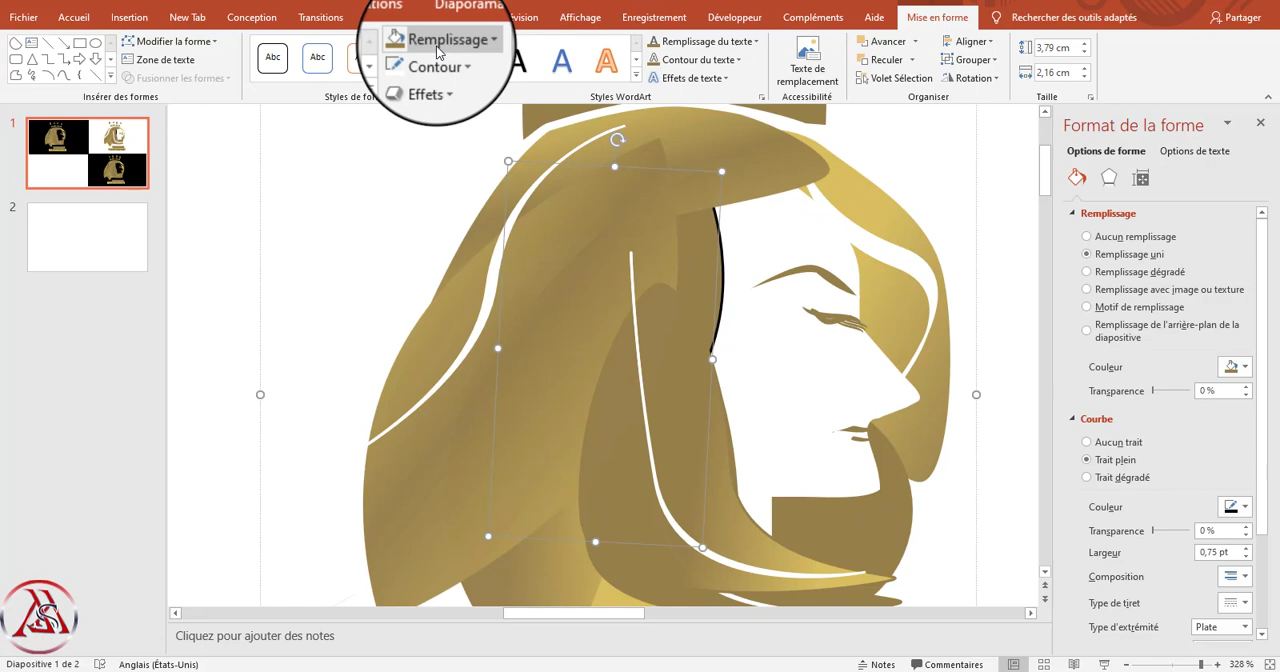 Fichier Accueil Insertion New Tab Conception Transitions Diaporama Affichage Enregistrement Développeur Compléments Aide Mise en forme Rechercher des outils adaptés Partager
Modifier la forme
Zone de texte
Fusionner les formes
Insérer des formes
Abc Abc
Remplissage
Contour
Effets
A A A
Remplissage du texte
Contour du texte
Effets de texte
Styles WordArt
Texte de
remplacement
Accessibilité
Avancer
Reculer
Volet Sélection
Aligner
Grouper
Rotation
Organiser
3,79 cm
2,16 cm
Taille
1
2
Format de la forme
Options de forme Options de texte
Remplissage
Aucun remplissage
Remplissage uni
Remplissage dégradé
Remplissage avec image ou texture
Motif de remplissage
Remplissage de l'arrière-plan de la
diapositive
Couleur
Transparence 0 %
Courbe
Aucun trait
Trait plein
Trait dégradé
Couleur
Transparence 0 %
Largeur 0,75 pt
Composition
Type de tiret
Type d'extrémité Plate
Cliquez pour ajouter des notes
Diapositive 1 de 2 Anglais (États-Unis) Notes Commentaires 328 %